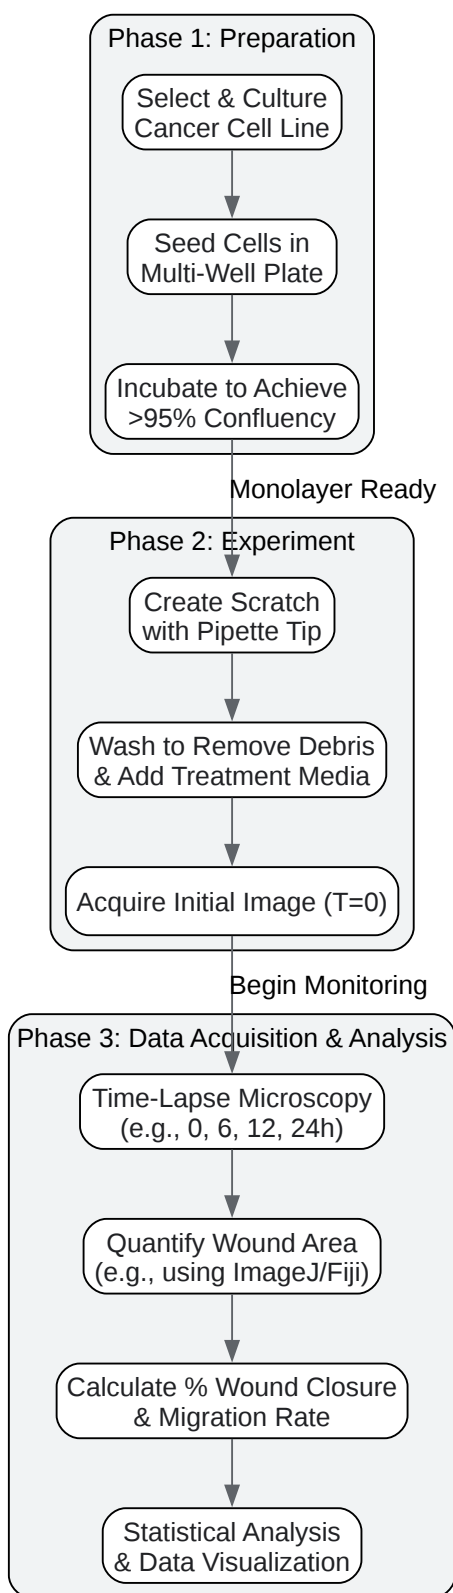 Phase 1: Preparation
Select & Culture
Cancer Cell Line
Seed Cells in
Multi-Well Plate
Incubate to Achieve
>95% Confluency
Monolayer Ready
Phase 2: Experiment
Create Scratch
with Pipette Tip
Wash to Remove Debris
& Add Treatment Media
Acquire Initial Image (T=0)
Begin Monitoring
Phase 3: Data Acquisition & Analysis
Time-Lapse Microscopy
(e.g., 0, 6, 12, 24h)
Quantify Wound Area
(e.g., using ImageJ/Fiji)
Calculate % Wound Closure
& Migration Rate
Statistical Analysis
& Data Visualization